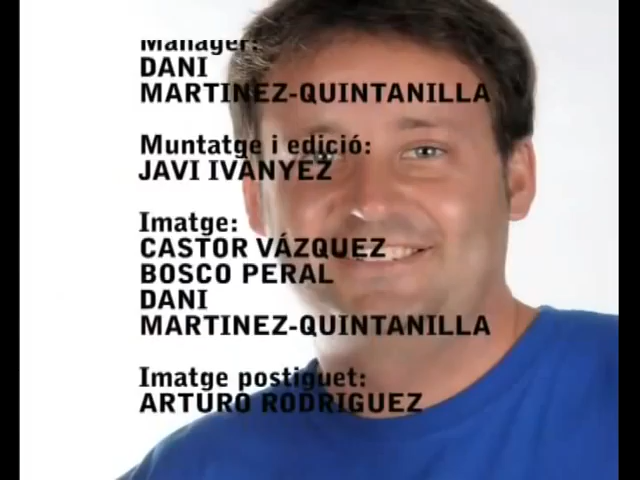 Manager:
DANI
MARTINEZ-QUINTANILLA
Muntatge i edició:
JAVI IVANYEZ
Imatge:
CASTOR VÁZQUEZ
BOSCO PERAL
DANI
MARTINEZ-QUINTANILLA
Imatge postiguet:
ARTURO RODRIGUEZ